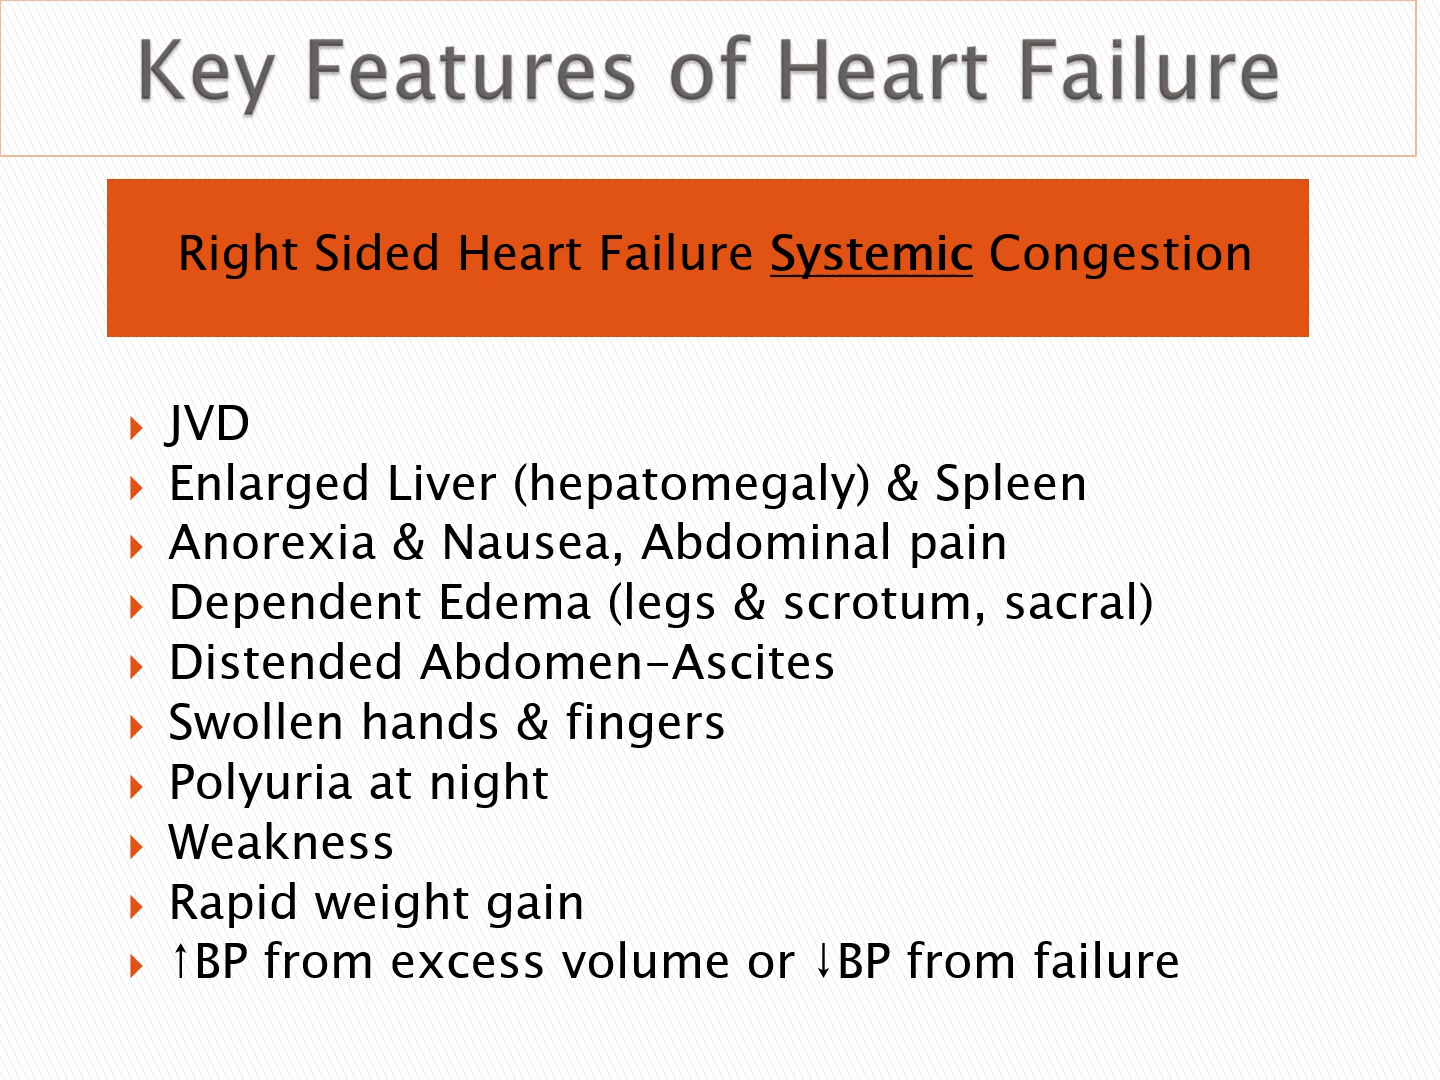 Key Features of Heart Failure
Right Sided Heart Failure Systemic Congestion
JVD
Enlarged Liver (hepatomegaly) & Spleen
Anorexia & Nausea, Abdominal pain
Dependent Edema (legs & scrotum, sacral)
Distended Abdomen-Ascites
Swollen hands & fingers
Polyuria at night
Weakness
Rapid weight gain
↑BP from excess volume or ↓BP from failure